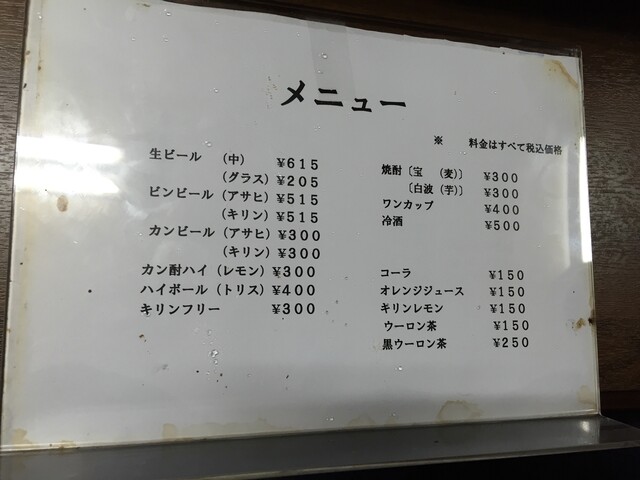 メニュー
※ 料金はすべて税込価格
生ビール (中) ¥615
(グラス) ¥205
ビンビール (アサヒ) ¥515
(キリン) ¥515
カンビール (アサヒ) ¥300
(キリン) ¥300
カン酎ハイ (レモン) ¥300
ハイボール (トリス) ¥400
キリンフリー ¥300
焼酎〔宝 (麦)〕 ¥300
〔白波 (芋)〕 ¥300
ワンカップ ¥400
冷酒 ¥500
コーラ ¥150
オレンジジュース ¥150
キリンレモン ¥150
ウーロン茶 ¥150
黒ウーロン茶 ¥250